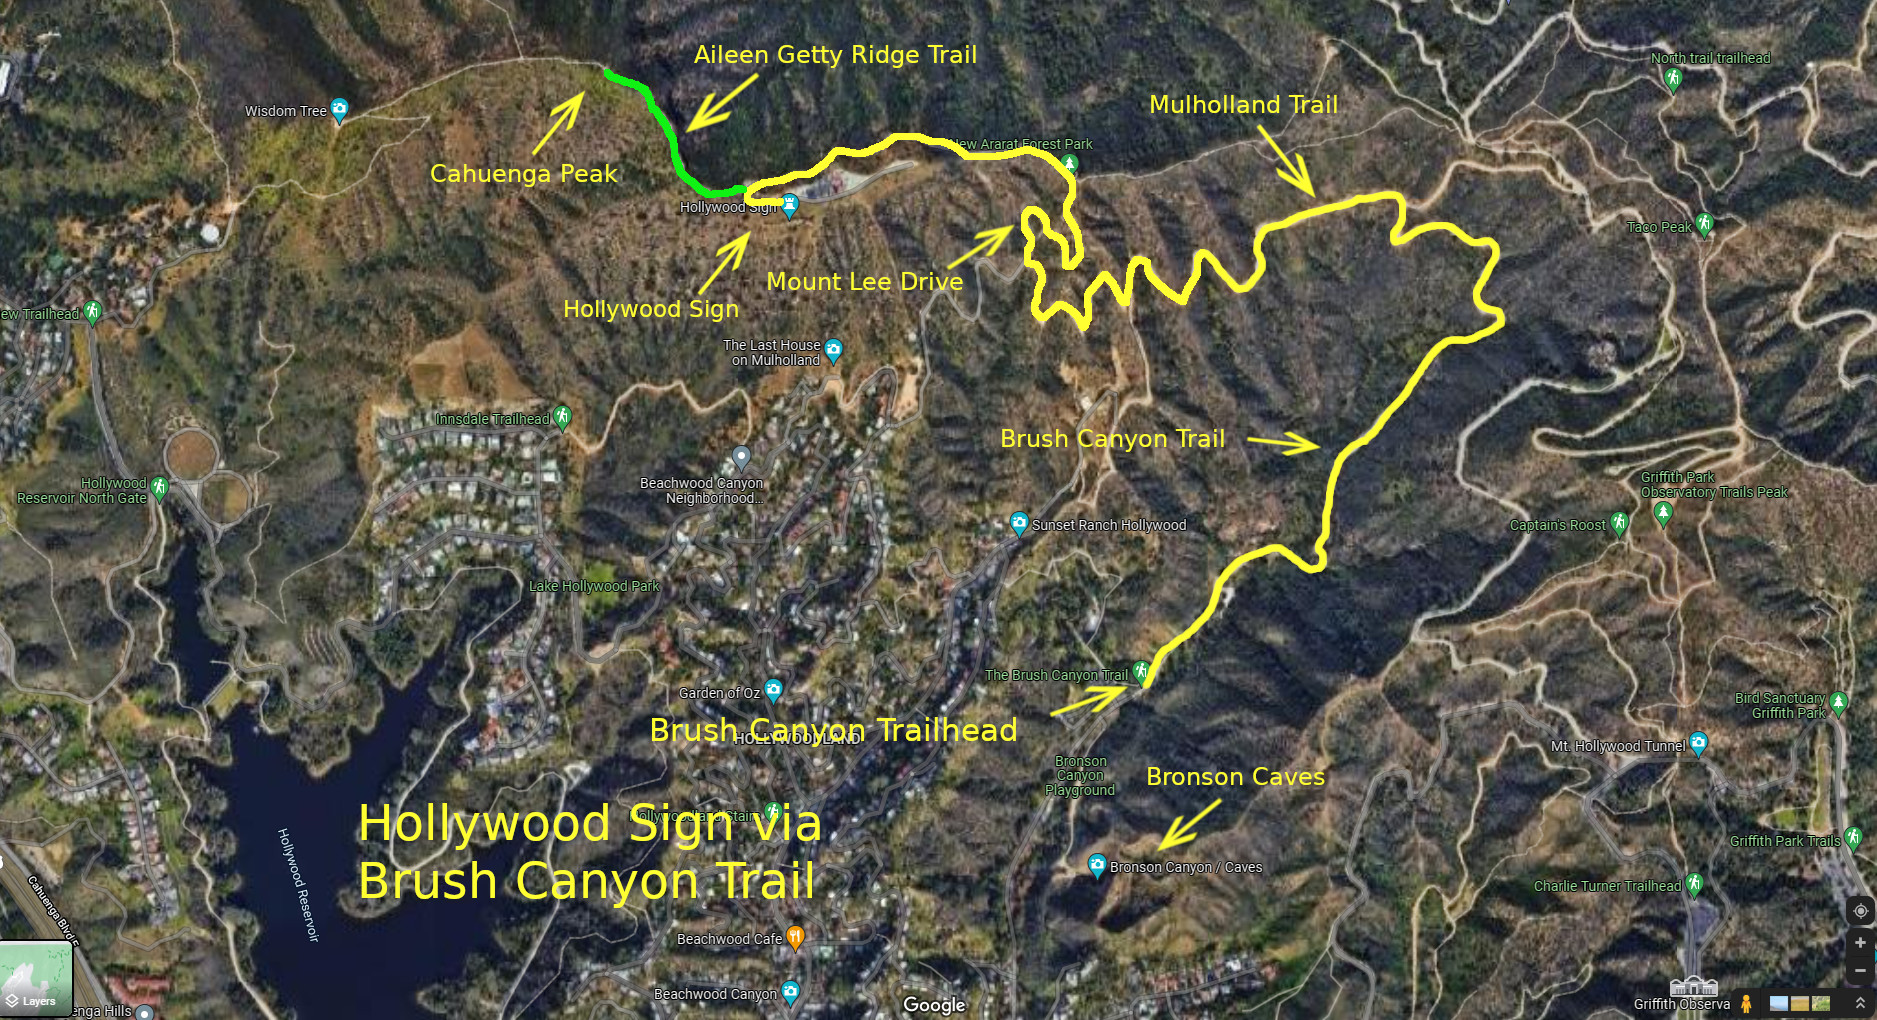 Aileen Getty Ridge Trail
North trail trailhead
Wisdom Tree
Mulholland Trail
New Ararat Forest Park
Cahuenga Peak
Hollywood Sign
Taco Peak
Mount Lee Drive
Hollywood Sign
ew Trailhead
The Last House
on Mulholland
Innsdale Trailhead
Brush Canyon Trail
Hollywood
Reservoir North Gate
Beachwood Canyon
Neighborhood...
Griffith Park
Observatory Trails Peak
Sunset Ranch Hollywood
Captain's Roost
Lake Hollywood Park
The Brush Canyon Trail
Garden of Oz
Bird Sanctuary
Griffith Park
Brush Canyon Trailhead
HOLLYWOODLAND
Mt. Hollywood Tunnel
Bronson
Canyon
Playground
Bronson Caves
Hollywoodland Stairs
Hollywood Sign via
Brush Canyon Trail
Griffith Park Trails
Bronson Canyon / Caves
Hollywood Reservoir
Cahuenga Blvd E
Charlie Turner Trailhead
Beachwood Cafe
Beachwood Canyon
Layers
enga Hills
Google
Griffith Observa